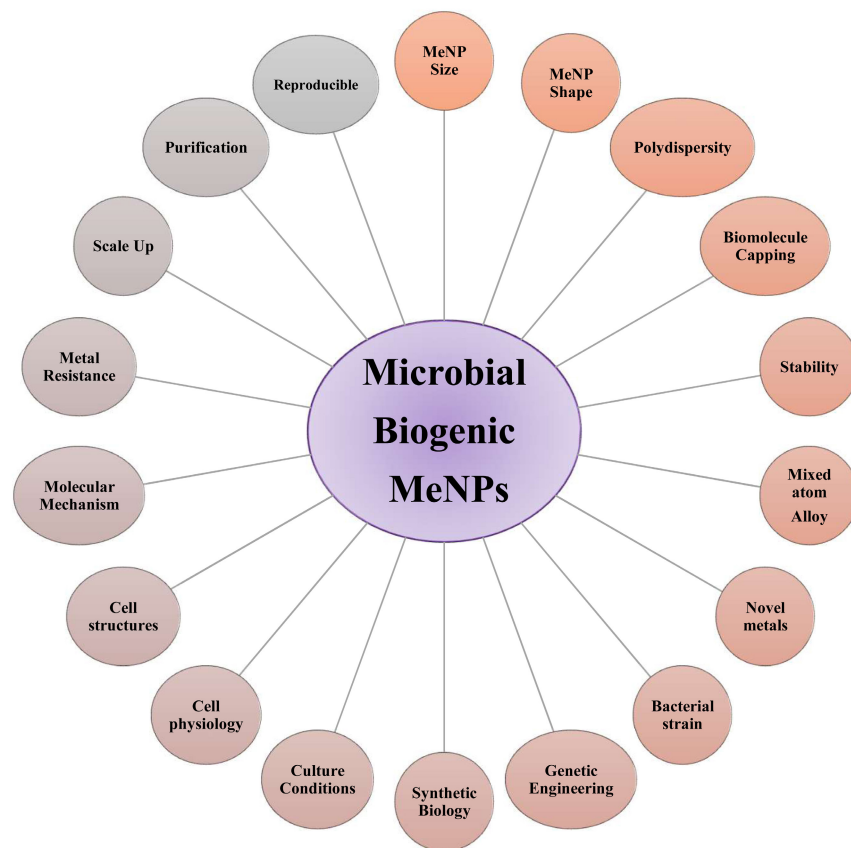 MeNP
Size
MeNP
Shape
Polydispersity
Biomolecule
Capping
Stability
Mixed
atom
Alloy
Novel
metals
Bacterial
strain
Genetic
Engineering
Synthetic
Biology
Culture
Conditions
Cell
physiology
Cell
structures
Molecular
Mechanism
Metal
Resistance
Scale Up
Purification
Reproducible
Microbial
Biogenic
MeNPs